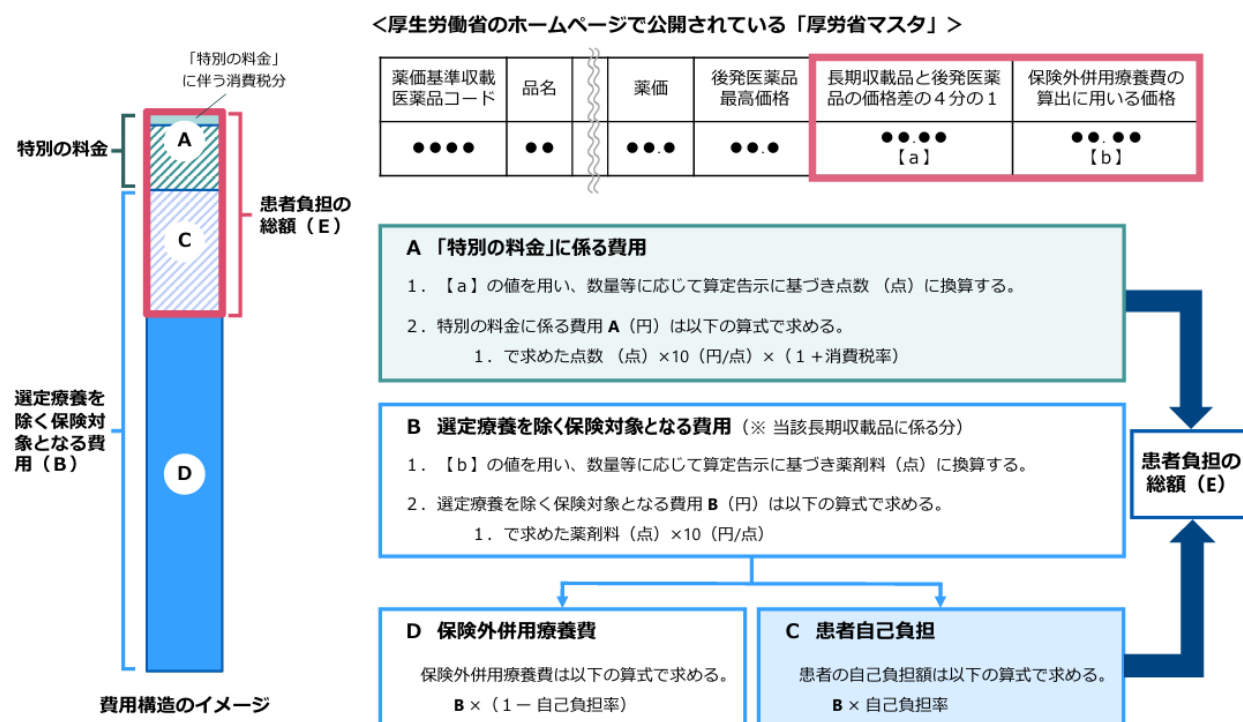 <厚生労働省のホームページで公開されている「厚労省マスタ」>
「特別の料金」
に伴う消費税分
薬価基準収載
医薬品コード
品名
薬価
後発医薬品
最高価格
長期収載品と後発医薬
品の価格差の４分の１
保険外併用療養費の
算出に用いる価格
●●●●
●●
●●.●
●●.●
●●.●●
【a】
●●.●●
【b】
特別の料金
A
患者負担の
総額（E）
C
選定療養を
除く保険対
象となる費
用（B）
D
費用構造のイメージ
A 「特別の料金」に係る費用
1．【a】の値を用い、数量等に応じて算定告示に基づき点数 （点）に換算する。
2．特別の料金に係る費用 A（円）は以下の算式で求める。
1．で求めた点数 （点）×10（円/点）×（1＋消費税率）
B 選定療養を除く保険対象となる費用（※ 当該長期収載品に係る分）
1．【b】の値を用い、数量等に応じて算定告示に基づき薬剤料（点）に換算する。
2．選定療養を除く保険対象となる費用 B（円）は以下の算式で求める。
1．で求めた薬剤料（点）×10（円/点）
患者負担の
総額（E）
D 保険外併用療養費
保険外併用療養費は以下の算式で求める。
B ×（1－ 自己負担率）
C 患者自己負担
患者の自己負担額は以下の算式で求める。
B × 自己負担率